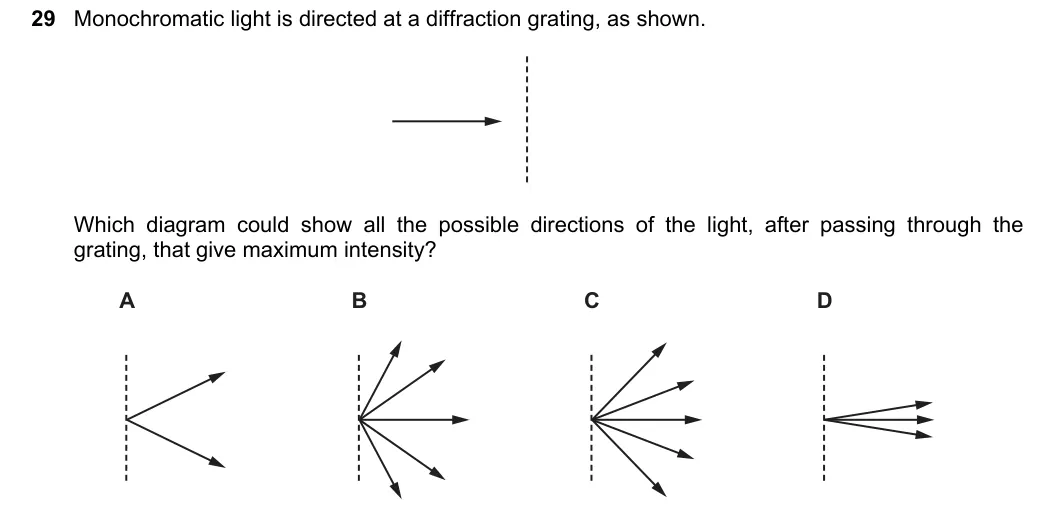 29 Monochromatic light is directed at a diffraction grating, as shown.
Which diagram could show all the possible directions of the light, after passing through the
grating, that give maximum intensity?
A B C D